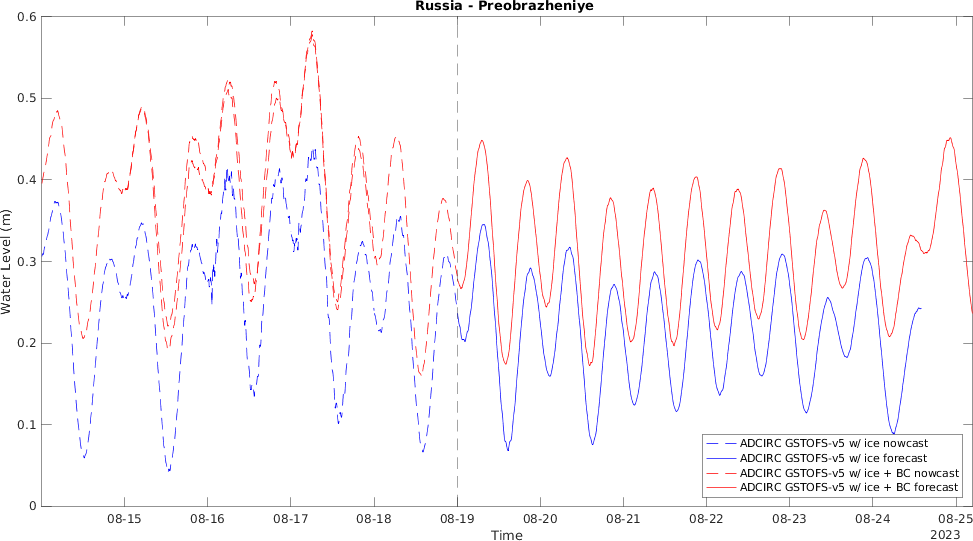 Russia - Preobrazheniye
0.6
0.5
0.4
0.3
0.2
0.1
0
Water Level (m)
ADCIRC GSTOFS-v5 w/ ice nowcast
ADCIRC GSTOFS-v5 w/ ice forecast
ADCIRC GSTOFS-v5 w/ ice + BC nowcast
ADCIRC GSTOFS-v5 w/ ice + BC forecast
08-15 08-16 08-17 08-18 08-19 08-20 08-21 08-22 08-23 08-24 08-25
2023
Time